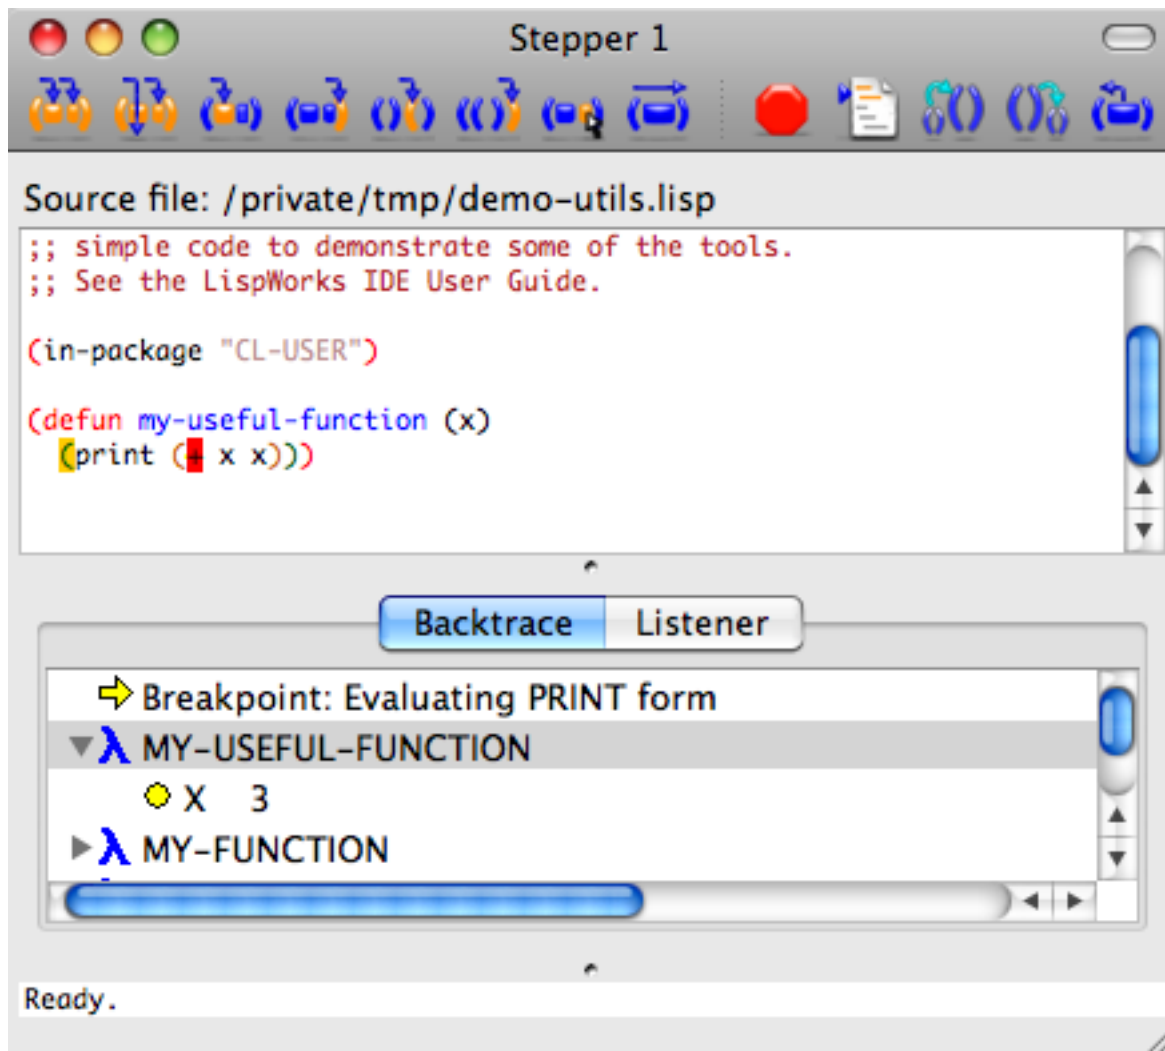 Stepper 1
Source file: /private/tmp/demo-utils.lisp
;; simple code to demonstrate some of the tools.
;; See the LispWorks IDE User Guide.
(in-package "CL-USER")
(defun my-useful-function (x)
(print (+ x x)))
Backtrace Listener
Breakpoint: Evaluating PRINT form
λ MY-USEFUL-FUNCTION
X 3
λ MY-FUNCTION
Ready.